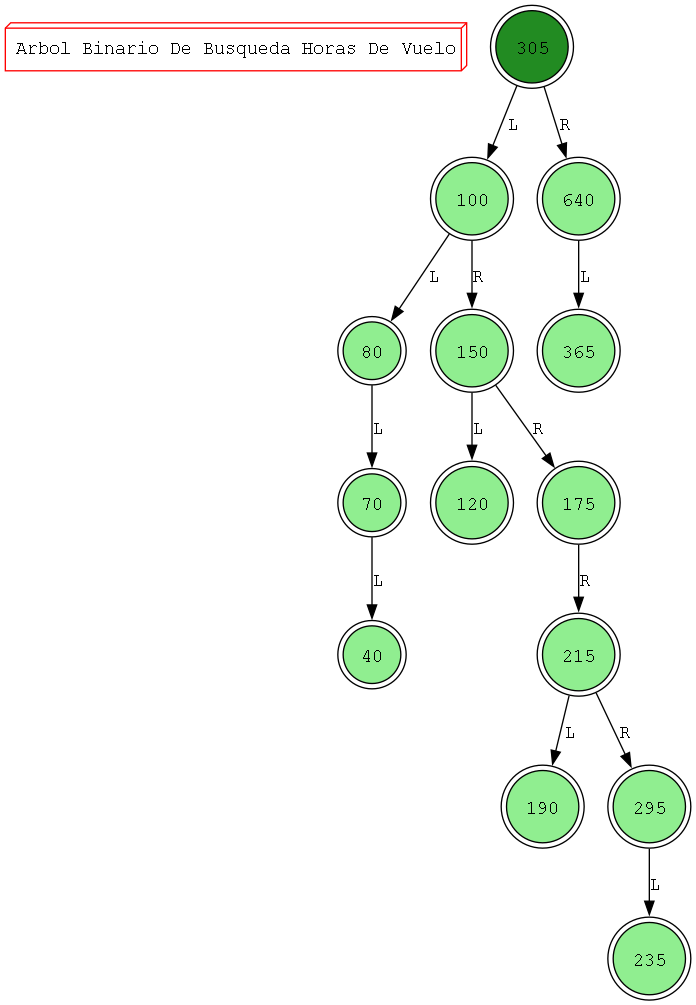 Arbol Binario De Busqueda Horas De Vuelo
305
L R
100 640
L R L
80 150 365
L L R
70 120 175
L R
40 215
L R
190 295
L
235